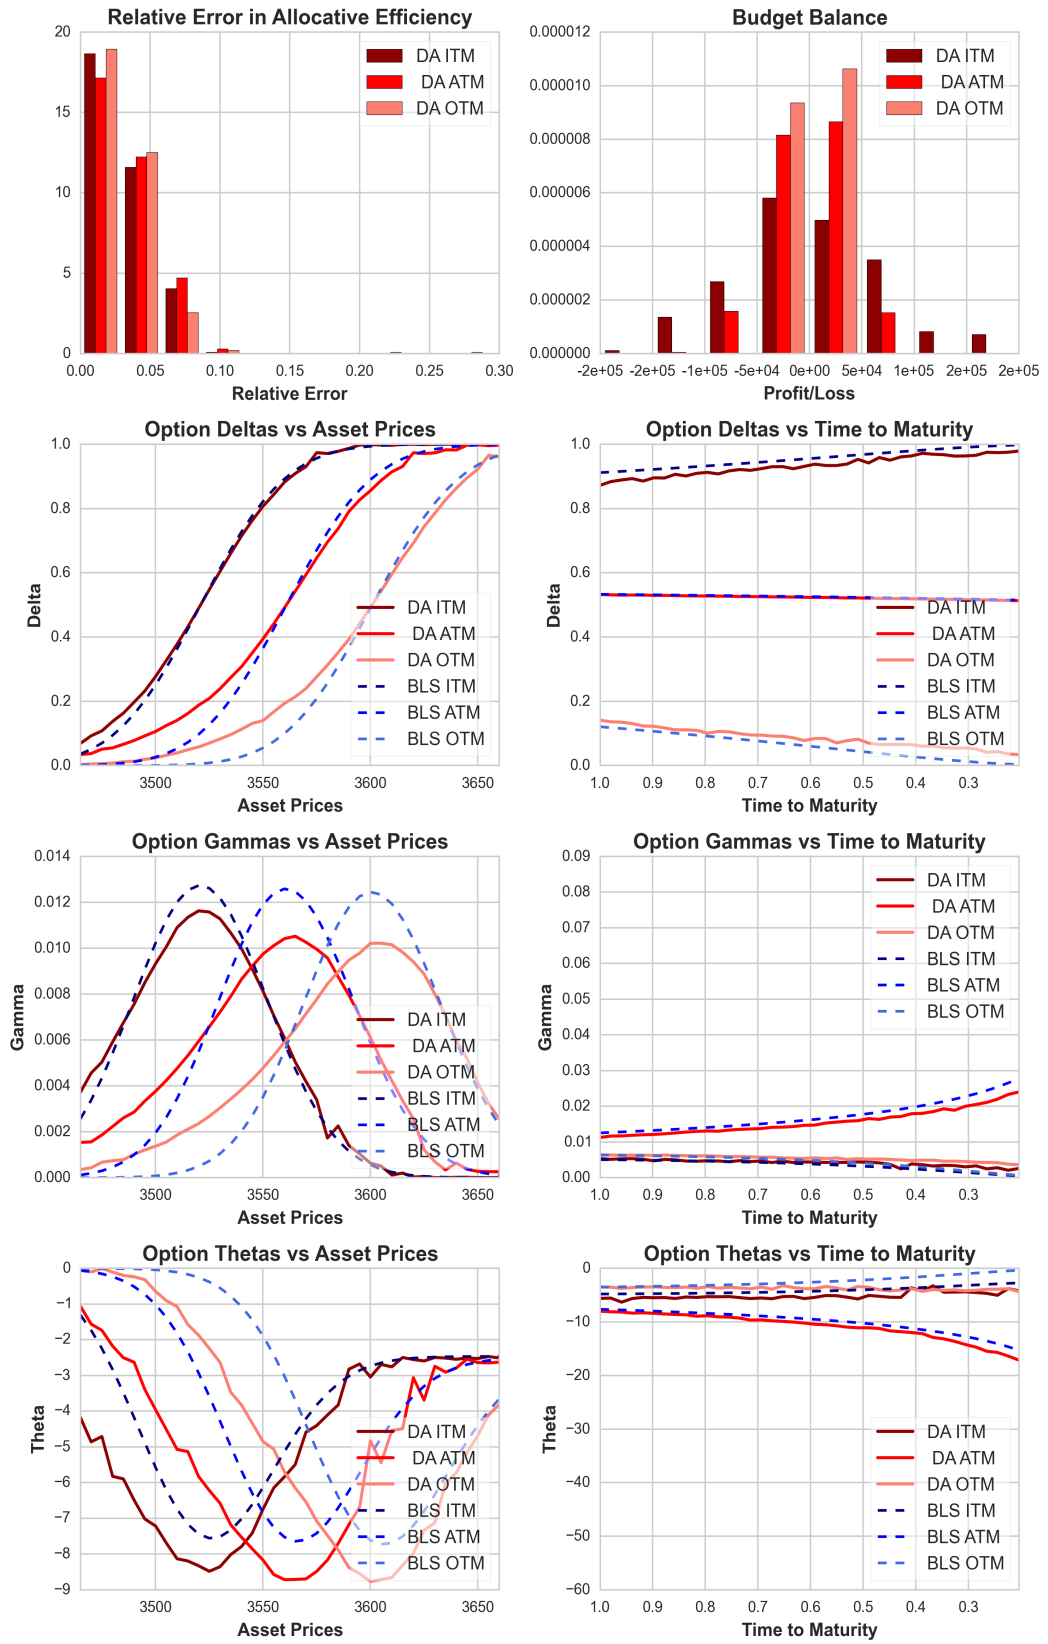 Relative Error in Allocative Efficiency
20
15
10
5
0
0.00 0.05 0.10 0.15 0.20 0.25 0.30
Relative Error
DA ITM
DA ATM
DA OTM
Budget Balance
0.000012
0.000010
0.000008
0.000006
0.000004
0.000002
0.000000
-2e+05 -2e+05 -1e+05 -5e+04 0e+00 5e+04 1e+05 2e+05 2e+05
Profit/Loss
DA ITM
DA ATM
DA OTM
Option Deltas vs Asset Prices
Delta
1.0
0.8
0.6
0.4
0.2
0.0
3500 3550 3600 3650
Asset Prices
DA ITM
DA ATM
DA OTM
BLS ITM
BLS ATM
BLS OTM
Option Deltas vs Time to Maturity
Delta
1.0
0.8
0.6
0.4
0.2
0.0
1.0 0.9 0.8 0.7 0.6 0.5 0.4 0.3
Time to Maturity
DA ITM
DA ATM
DA OTM
BLS ITM
BLS ATM
BLS OTM
Option Gammas vs Asset Prices
Gamma
0.014
0.012
0.010
0.008
0.006
0.004
0.002
0.000
3500 3550 3600 3650
Asset Prices
DA ITM
DA ATM
DA OTM
BLS ITM
BLS ATM
BLS OTM
Option Gammas vs Time to Maturity
Gamma
0.09
0.08
0.07
0.06
0.05
0.04
0.03
0.02
0.01
0.00
1.0 0.9 0.8 0.7 0.6 0.5 0.4 0.3
Time to Maturity
DA ITM
DA ATM
DA OTM
BLS ITM
BLS ATM
BLS OTM
Option Thetas vs Asset Prices
Theta
0
−1
−2
−3
−4
−5
−6
−7
−8
−9
3500 3550 3600 3650
Asset Prices
DA ITM
DA ATM
DA OTM
BLS ITM
BLS ATM
BLS OTM
Option Thetas vs Time to Maturity
Theta
0
−10
−20
−30
−40
−50
−60
1.0 0.9 0.8 0.7 0.6 0.5 0.4 0.3
Time to Maturity
DA ITM
DA ATM
DA OTM
BLS ITM
BLS ATM
BLS OTM